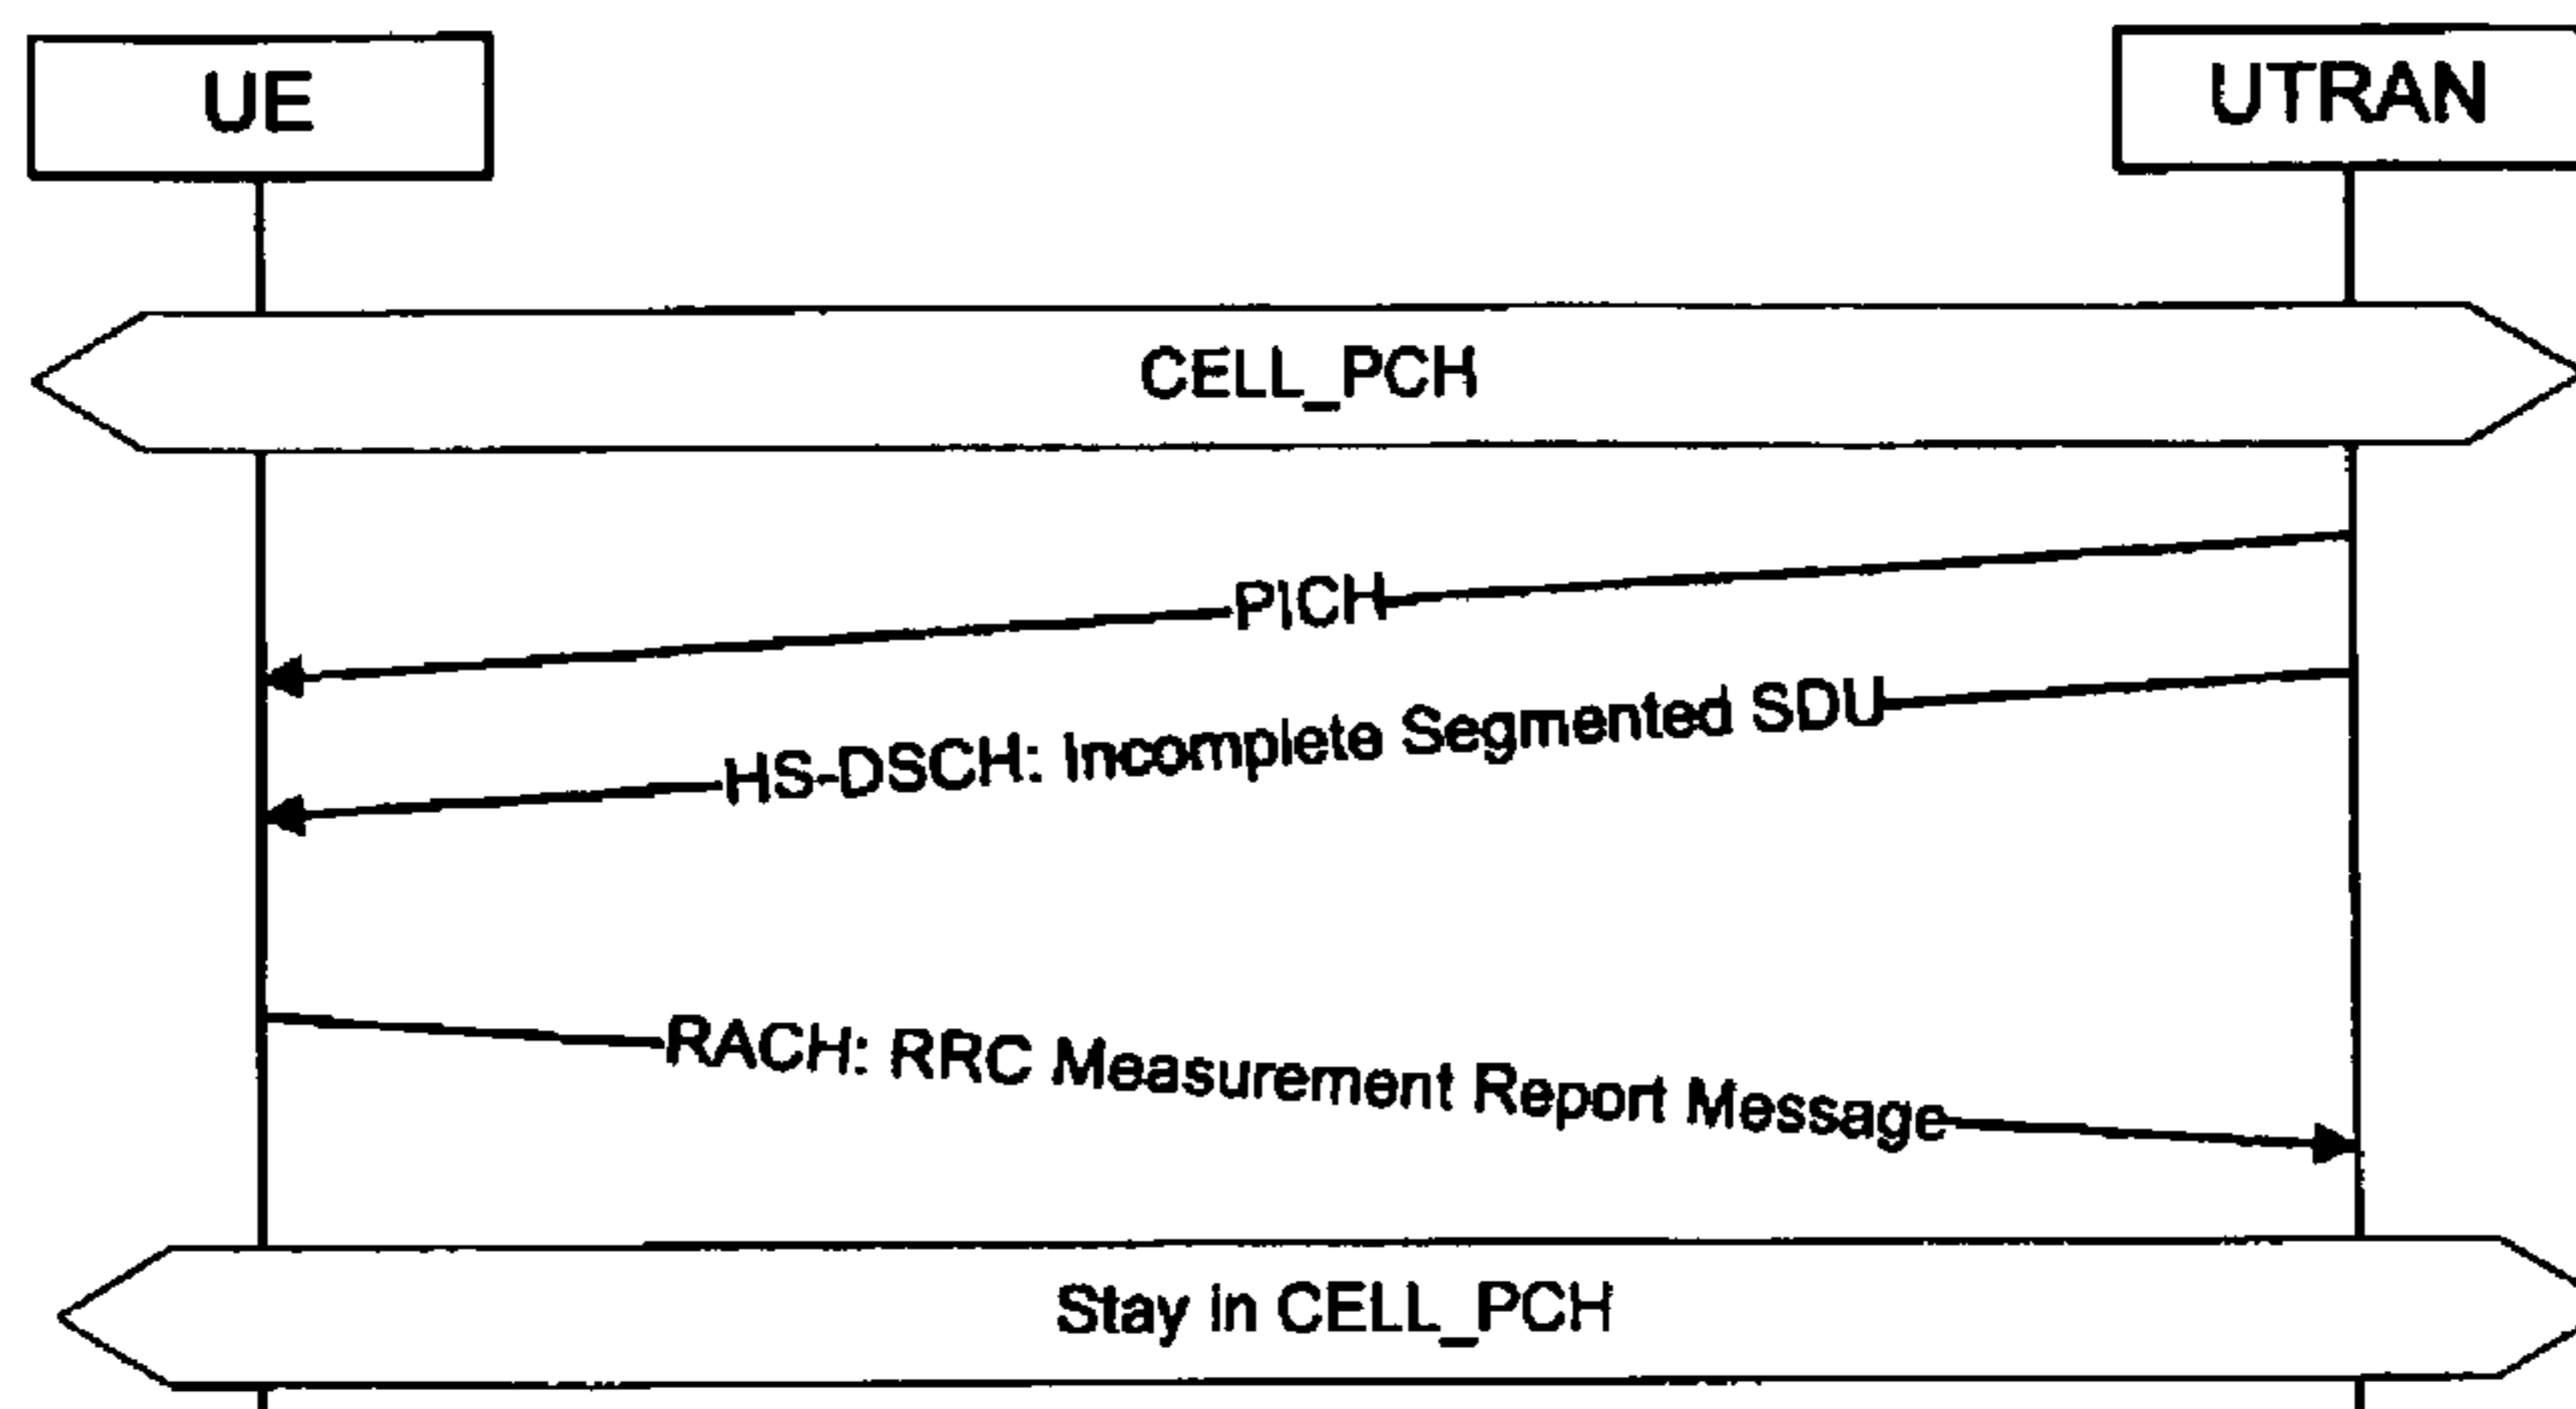 UE
UTRAN
CELL_PCH
PICH
HS-DSCH: Incomplete Segmented SDU
RACH: RRC Measurement Report Message
Stay in CELL_PCH